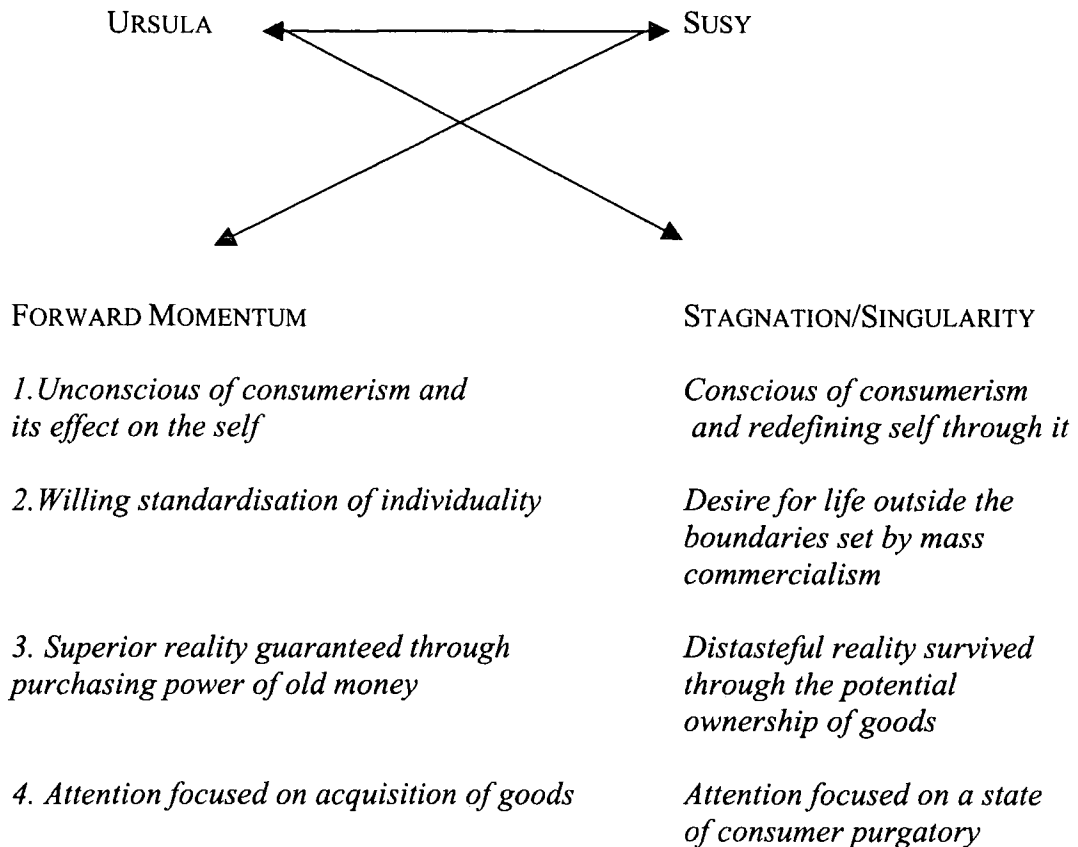 URSULA SUSY
FORWARD MOMENTUM STAGNATION/SINGULARITY
1. Unconscious of consumerism and
its effect on the self
Conscious of consumerism
and redefining self through it
2. Willing standardisation of individuality
Desire for life outside the
boundaries set by mass
commercialism
3. Superior reality guaranteed through
purchasing power of old money
Distasteful reality survived
through the potential
ownership of goods
4. Attention focused on acquisition of goods
Attention focused on a state
of consumer purgatory